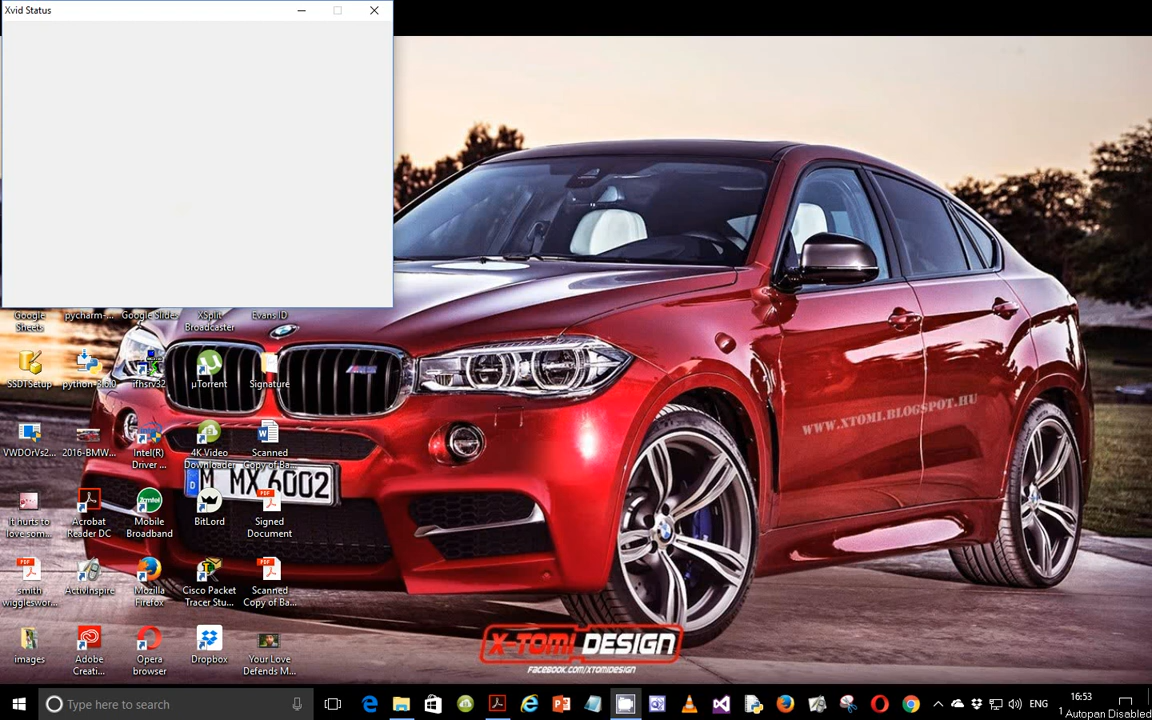 Xvid Status
Google Sheets
pycharm-...
Google Slides
XSplit Broadcaster
Evans ID
SSDTSetup
python-3.6.0
ifhsrv32
µTorrent
Signature
VWDOrVs2...
2016-BMW...
Intel(R) Driver ...
4K Video Downloader
Scanned Copy of Ba...
it hurts to love som...
Acrobat Reader DC
Mobile Broadband
BitLord
Signed Document
smith wiggleswor...
ActivInspire
Mozilla Firefox
Cisco Packet Tracer Stu...
Scanned Copy of Ba...
images
Adobe Creati...
Opera browser
Dropbox
Your Love Defends M...
M MX 6002
WWW.XTOMI.BLOGSPOT.HU
X-TOMI DESIGN
FACEBOOK.COM/XTOMIDESIGN
Type here to search
ENG
16:53
Autopan Disabled